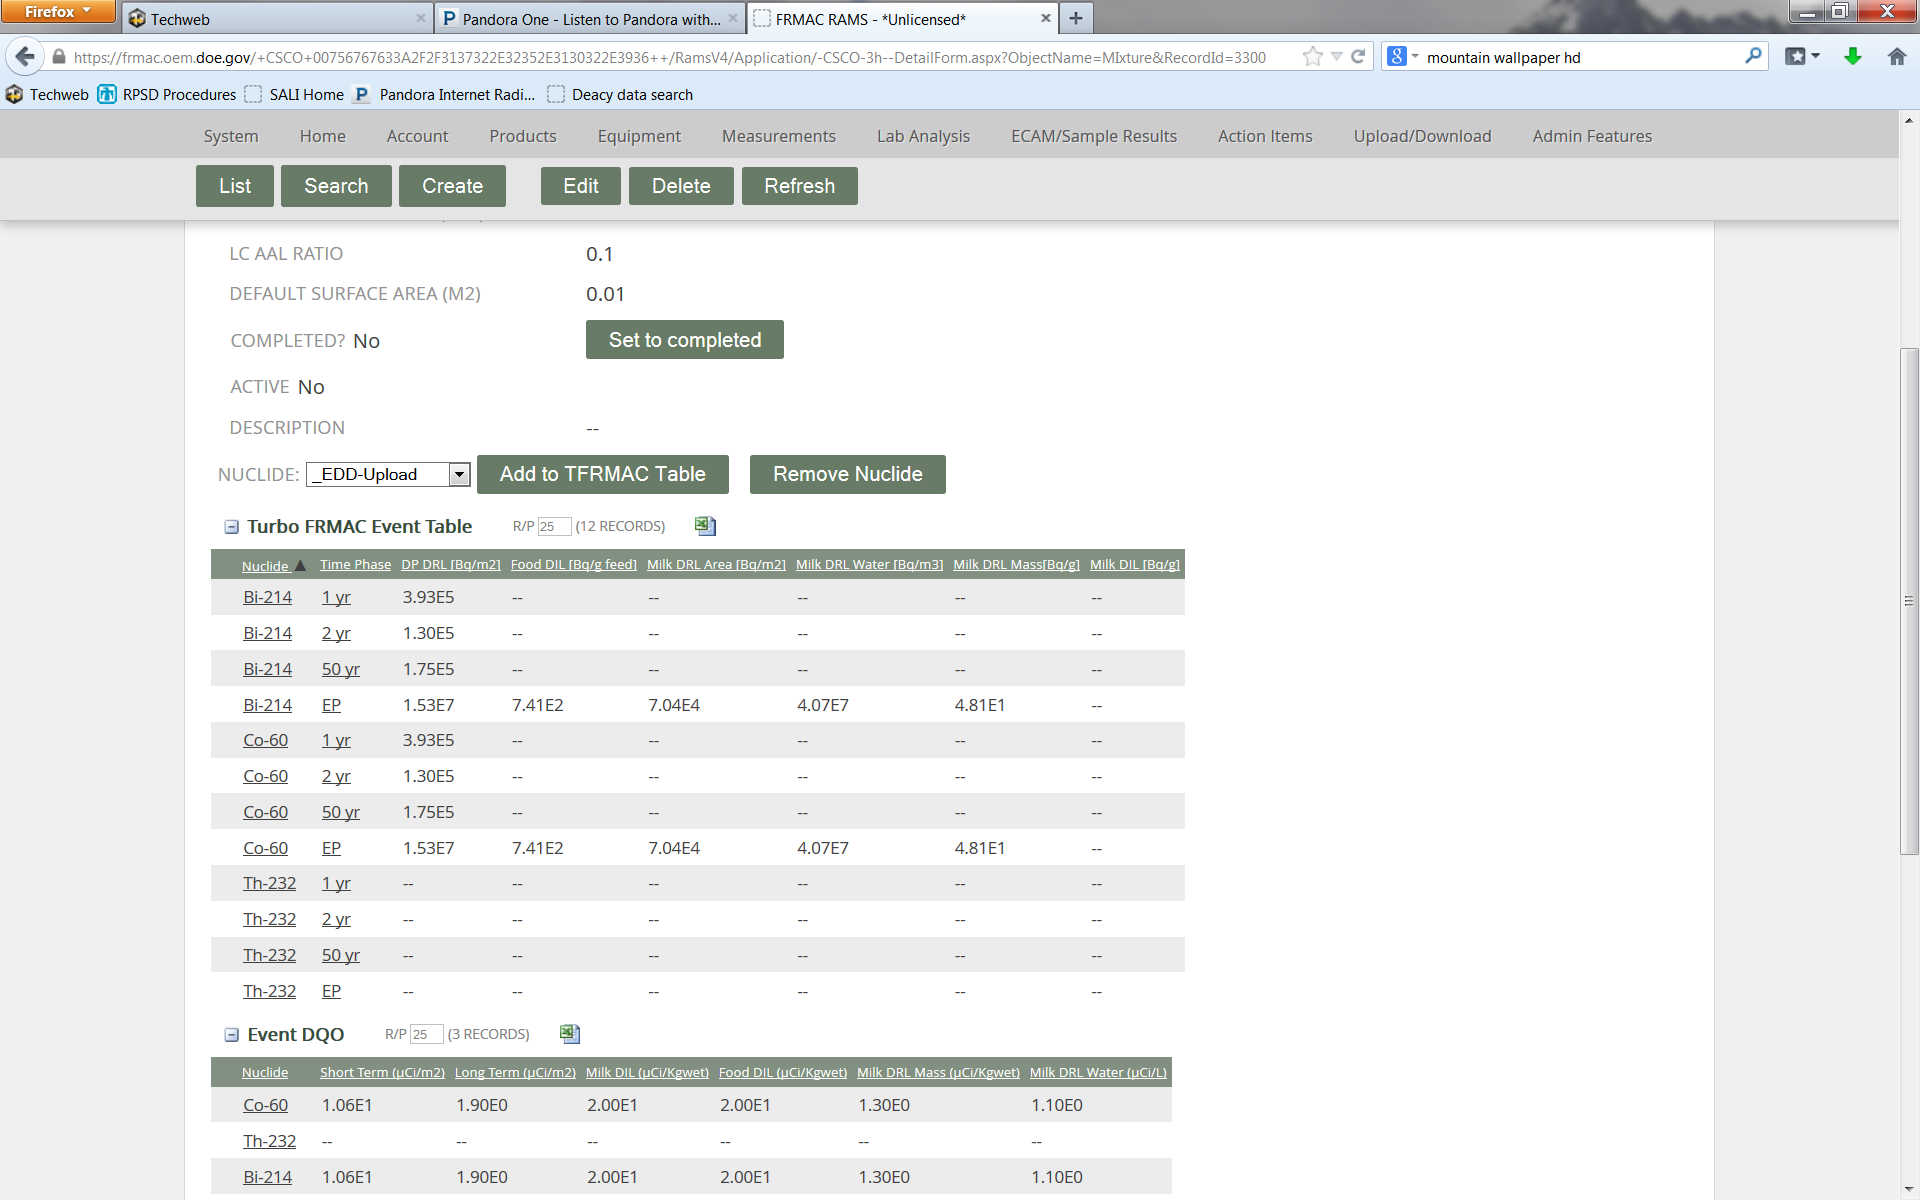 Firefox
Techweb
Pandora One - Listen to Pandora with...
FRMAC RAMS - *Unlicensed*
https://frmac.oem.doe.gov/+CSCO+00756767633A2F2F3137322E32352E3130322E3936++/RamsV4/Application/-CSCO-3h--DetailForm.aspx?ObjectName=MIxture&RecordId=3300
mountain wallpaper hd
Techweb RPSD Procedures SALI Home Pandora Internet Radi... Deacy data search
System Home Account Products Equipment Measurements Lab Analysis ECAM/Sample Results Action Items Upload/Download Admin Features
List Search Create Edit Delete Refresh
LC AAL RATIO 0.1
DEFAULT SURFACE AREA (M2) 0.01
COMPLETED? No Set to completed
ACTIVE No
DESCRIPTION --
NUCLIDE: _EDD-Upload Add to TFRMAC Table Remove Nuclide
Turbo FRMAC Event Table R/P 25 (12 RECORDS)
Nuclide Time Phase DP DRL [Bq/m2] Food DIL [Bq/g feed] Milk DRL Area [Bq/m2] Milk DRL Water [Bq/m3] Milk DRL Mass[Bq/g] Milk DIL [Bq/g]
Bi-214 1 yr 3.93E5 -- -- -- -- --
Bi-214 2 yr 1.30E5 -- -- -- -- --
Bi-214 50 yr 1.75E5 -- -- -- -- --
Bi-214 EP 1.53E7 7.41E2 7.04E4 4.07E7 4.81E1 --
Co-60 1 yr 3.93E5 -- -- -- -- --
Co-60 2 yr 1.30E5 -- -- -- -- --
Co-60 50 yr 1.75E5 -- -- -- -- --
Co-60 EP 1.53E7 7.41E2 7.04E4 4.07E7 4.81E1 --
Th-232 1 yr -- -- -- -- -- --
Th-232 2 yr -- -- -- -- -- --
Th-232 50 yr -- -- -- -- -- --
Th-232 EP -- -- -- -- -- --
Event DQO R/P 25 (3 RECORDS)
Nuclide Short Term (µCi/m2) Long Term (µCi/m2) Milk DIL (µCi/Kgwet) Food DIL (µCi/Kgwet) Milk DRL Mass (µCi/Kgwet) Milk DRL Water (µCi/L)
Co-60 1.06E1 1.90E0 2.00E1 2.00E1 1.30E0 1.10E0
Th-232 -- -- -- -- -- --
Bi-214 1.06E1 1.90E0 2.00E1 2.00E1 1.30E0 1.10E0